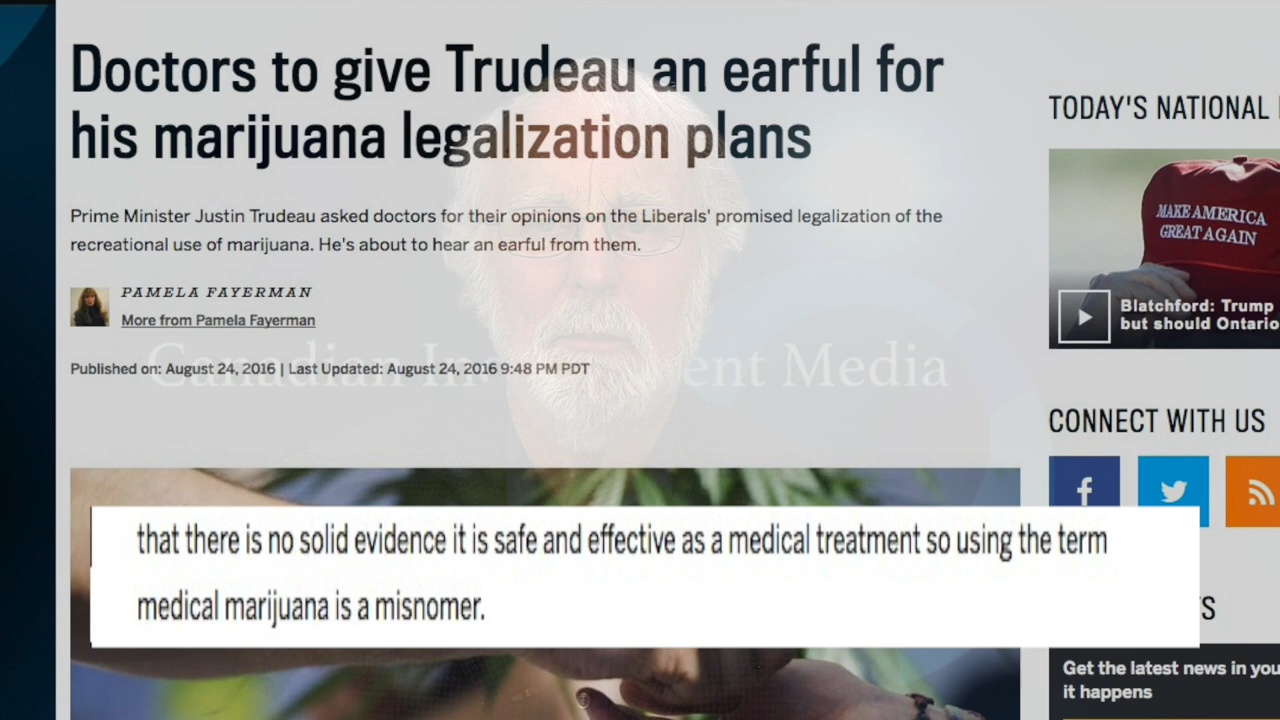 Doctors to give Trudeau an earful for
his marijuana legalization plans
Prime Minister Justin Trudeau asked doctors for their opinions on the Liberals' promised legalization of the
recreational use of marijuana. He's about to hear an earful from them.
PAMELA FAYERMAN
More from Pamela Fayerman
Published on: August 24, 2016 | Last Updated: August 24, 2016 9:48 PM PDT
Canadian In ent Media
that there is no solid evidence it is safe and effective as a medical treatment so using the term
medical marijuana is a misnomer.
TODAY'S NATIONAL
MAKE AMERICA
GREAT AGAIN
Blatchford: Trump
but should Ontario
CONNECT WITH US
S
Get the latest news in you
it happens